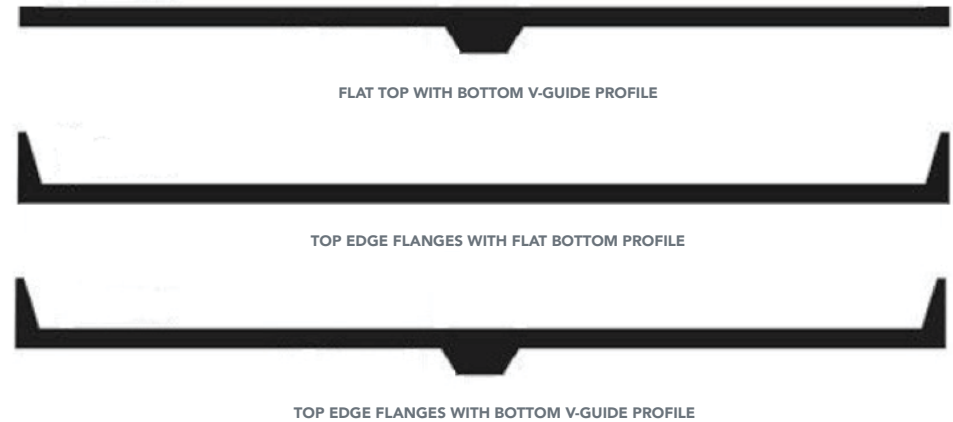 FLAT TOP WITH BOTTOM V-GUIDE PROFILE
TOP EDGE FLANGES WITH FLAT BOTTOM PROFILE
TOP EDGE FLANGES WITH BOTTOM V-GUIDE PROFILE